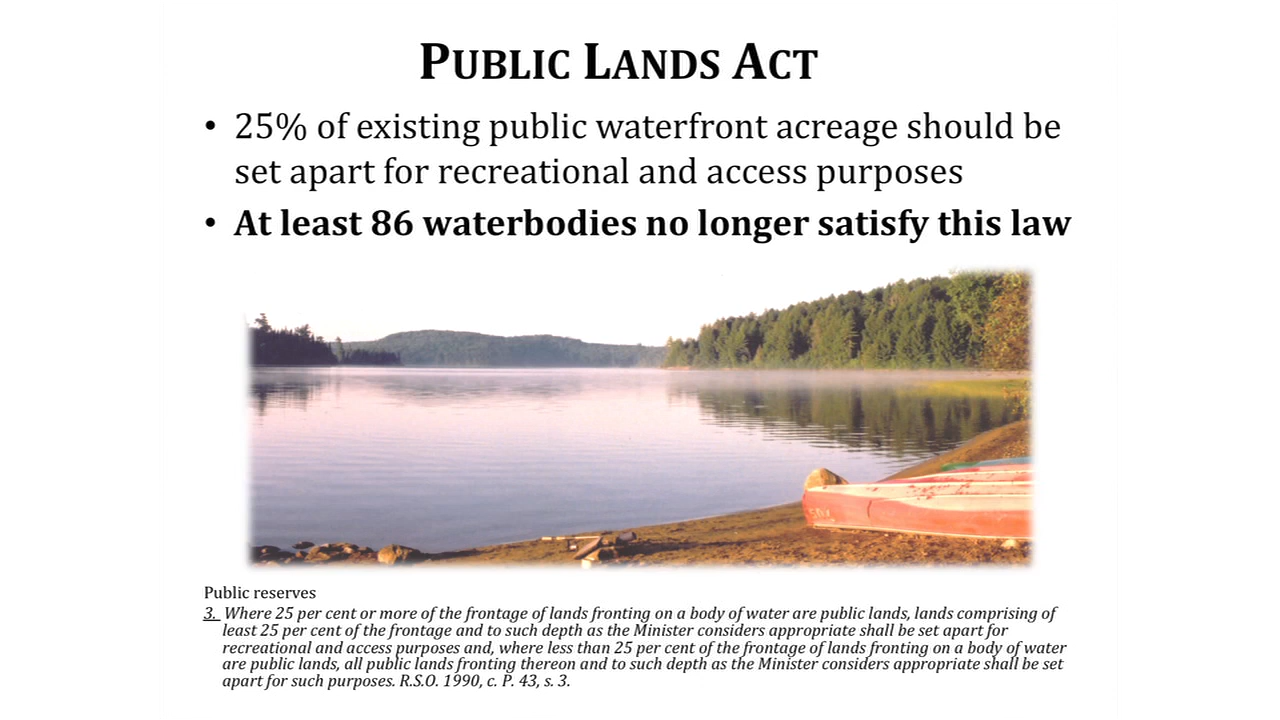 PUBLIC LANDS ACT
• 25% of existing public waterfront acreage should be
set apart for recreational and access purposes
• At least 86 waterbodies no longer satisfy this law
Public reserves
3. Where 25 per cent or more of the frontage of lands fronting on a body of water are public lands, lands comprising of
least 25 per cent of the frontage and to such depth as the Minister considers appropriate shall be set apart for
recreational and access purposes and, where less than 25 per cent of the frontage of lands fronting on a body of water
are public lands, all public lands fronting thereon and to such depth as the Minister considers appropriate shall be set
apart for such purposes. R.S.O. 1990, c. P. 43, s. 3.